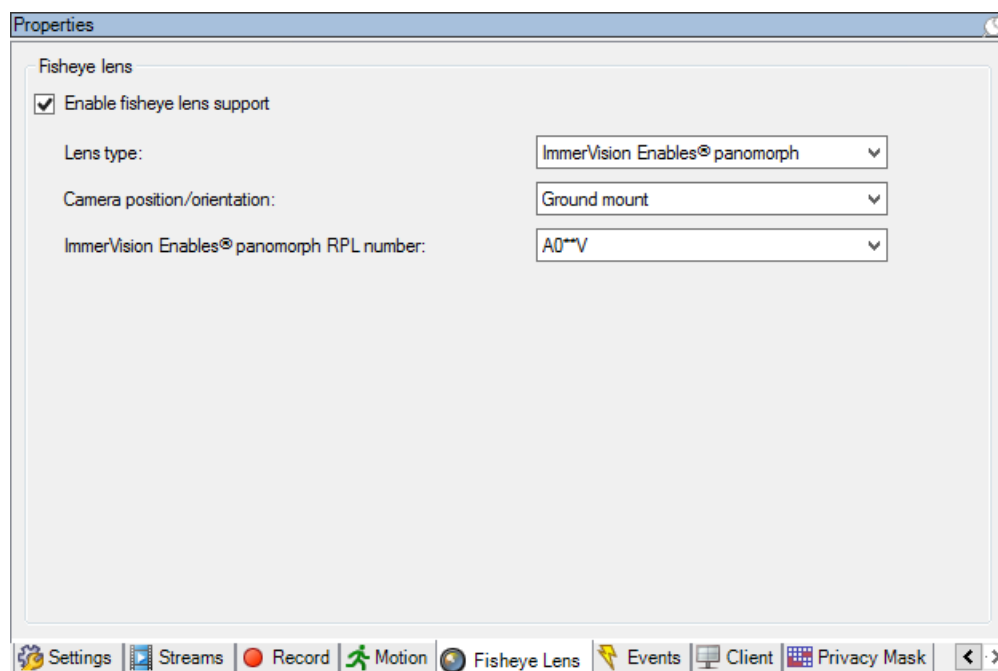 Properties
Fisheye lens
Enable fisheye lens support
Lens type: ImmerVision Enables® panomorph
Camera position/orientation: Ground mount
ImmerVision Enables® panomorph RPL number: A0**V
Settings Streams Record Motion Fisheye Lens Events Client Privacy Mask